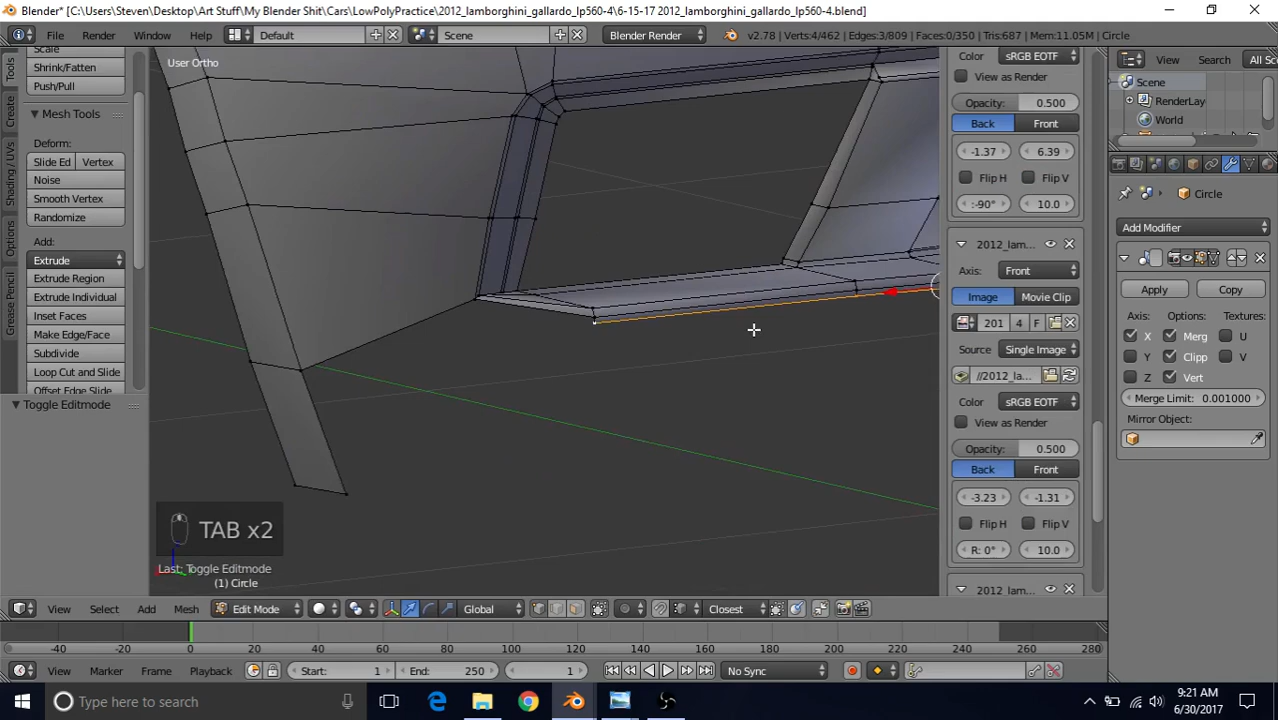 Blender* [C:\Users\Steven\Desktop\Art Stuff\My Blender Shit\Cars\LowPolyPractice\2012_lamborghini_gallardo_lp560-4\6-15-17 2012_lamborghini_gallardo_lp560-4.blend]
File Render Window Help Default Scene Blender Render v2.78 | Verts:4/462 | Edges:3/809 | Faces:0/350 | Tris:687 | Mem:11.05M | Circle
Tools
Create
Shading / UVs
Options
Grease Pencil
Scale
Shrink/Fatten
Push/Pull
Mesh Tools
Deform:
Slide Ed Vertex
Noise
Smooth Vertex
Randomize
Add:
Extrude
Extrude Region
Extrude Individual
Inset Faces
Make Edge/Face
Subdivide
Loop Cut and Slide
Offset Edge Slide
Toggle Editmode
User Ortho
TAB x2
Last: Toggle Editmode
(1) Circle
Color sRGB EOTF
View as Render
Opacity: 0.500
Back Front
-1.37 6.39
Flip H Flip V
:-90° 10.0
2012_lam...
Axis: Front
Image Movie Clip
201 4 F
Source Single Image
//2012_la...
Color sRGB EOTF
View as Render
Opacity: 0.500
Back Front
-3.23 -1.31
Flip H Flip V
R: 0° 10.0
2012_lam...
View Search All Sc
Scene
RenderLay
World
Circle
Add Modifier
Apply Copy
Axis: Options: Textures:
X Merg U
Y Clipp V
Z Vert
Merge Limit: 0.001000
Mirror Object:
View Select Add Mesh Edit Mode Global Closest
-40 -20 0 20 40 60 80 100 120 140 160 180 200 220 240 260 280
View Marker Frame Playback Start: 1 End: 250 1 No Sync
Type here to search
9:21 AM
6/30/2017